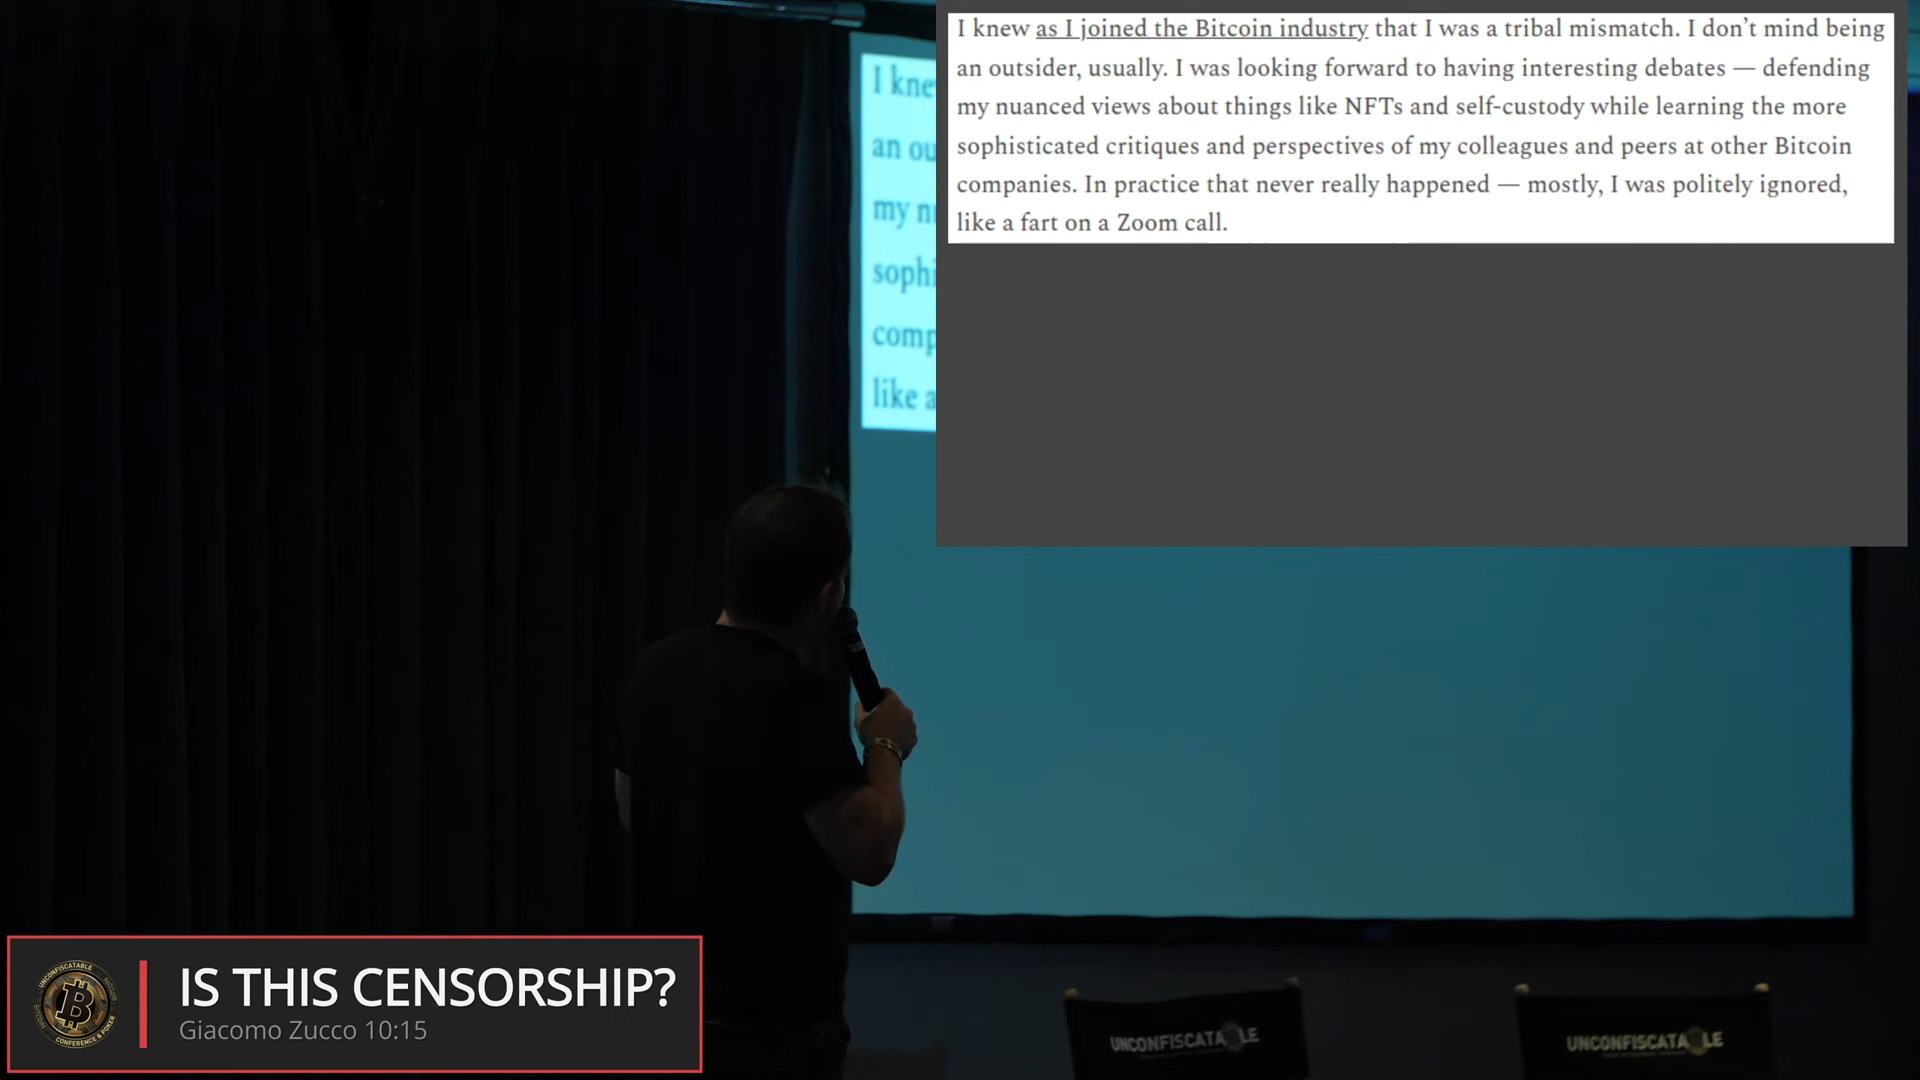 I knew as I joined the Bitcoin industry that I was a tribal mismatch. I don’t mind being
an outsider, usually. I was looking forward to having interesting debates — defending
my nuanced views about things like NFTs and self-custody while learning the more
sophisticated critiques and perspectives of my colleagues and peers at other Bitcoin
companies. In practice that never really happened — mostly, I was politely ignored,
like a fart on a Zoom call.
I kne
an ou
my n
sophi
comp
like a
UNCONFISCATABLE
BITCOIN
CONFERENCE & POKER
IS THIS CENSORSHIP?
Giacomo Zucco 10:15
UNCONFISCATABLE
UNCONFISCATABLE